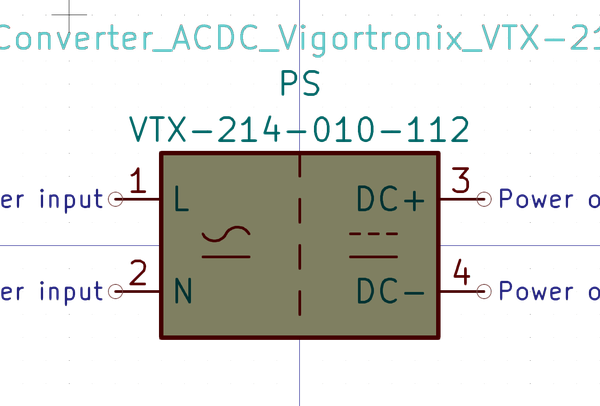 Converter_ACDC_Vigortronix_VTX-21
PS
VTX-214-010-112
1 3
er input L DC+ Power o
2 4
er input N DC- Power o